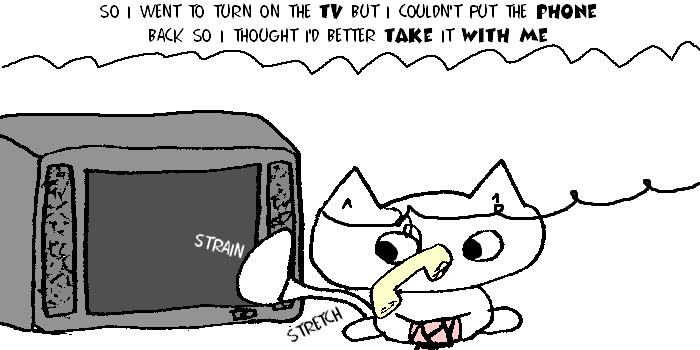 SO I WENT TO TURN ON THE TV BUT I COULDN'T PUT THE PHONE
BACK SO I THOUGHT I'D BETTER TAKE IT WITH ME
STRAIN
STRETCH